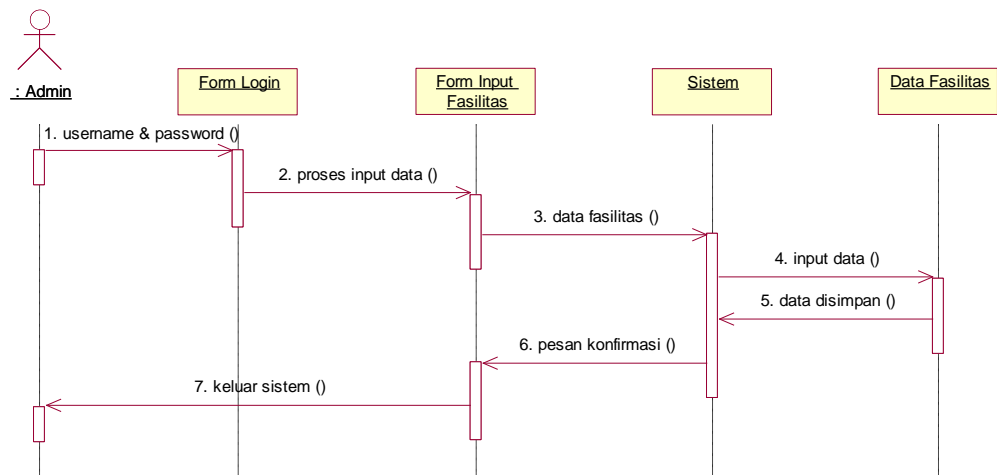 : Admin
Form Login
Form Input
Fasilitas
Sistem
Data Fasilitas
1. username & password ()
2. proses input data ()
3. data fasilitas ()
4. input data ()
5. data disimpan ()
6. pesan konfirmasi ()
7. keluar sistem ()